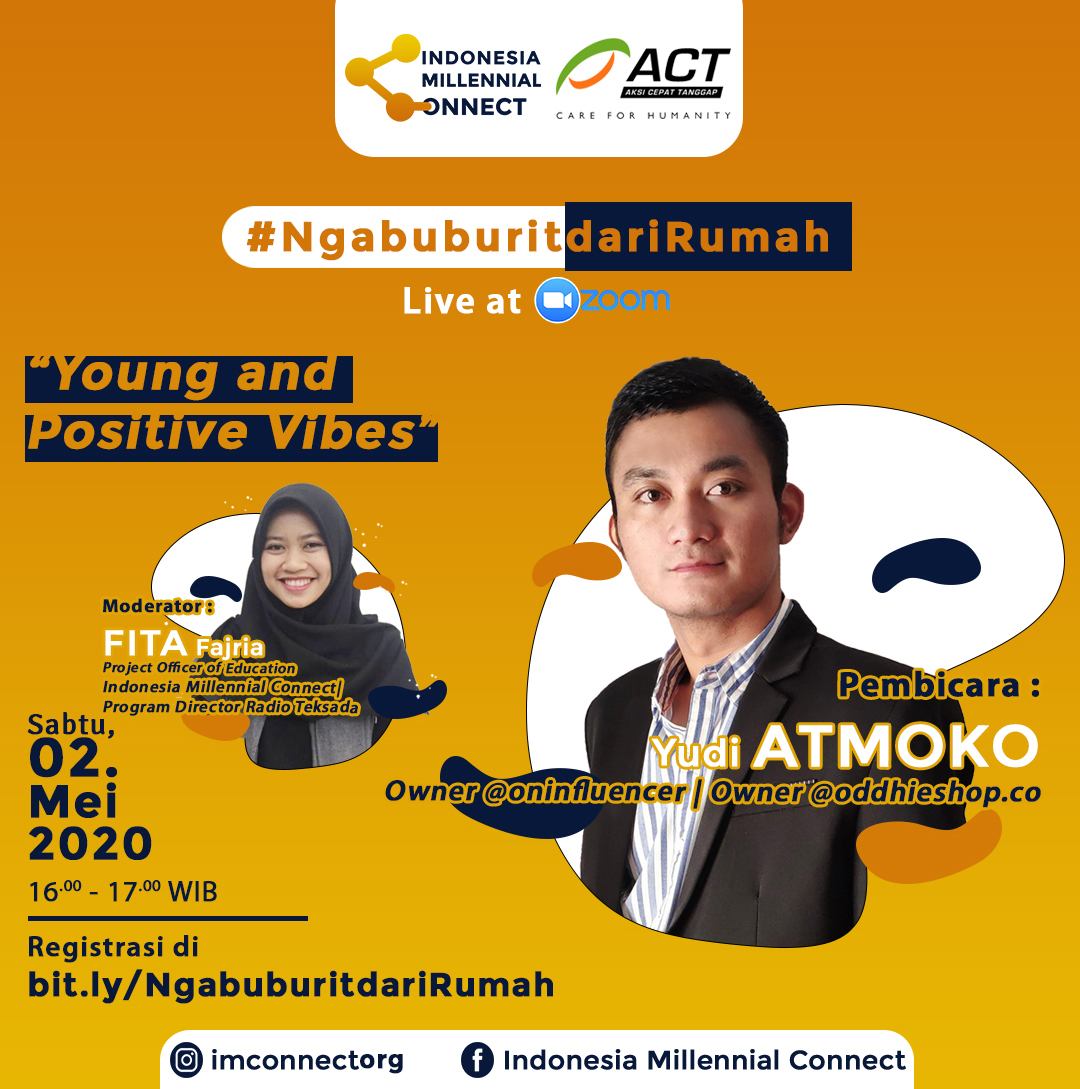 INDONESIA
MILLENNIAL
ONNECT
ACT
AKSI CEPAT TANGGAP
CARE FOR HUMANITY
#NgabuburitdariRumah
Live at zoom
“Young and
Positive Vibes”
Moderator :
FITA Fajria
Project Officer of Education
Indonesia Millennial Connect|
Program Director Radio Teksada
Pembicara :
Yudi ATMOKO
Owner @oninfluencer | Owner @oddhieshop.co
Sabtu,
02.
Mei
2020
16.00 - 17.00 WIB
Registrasi di
bit.ly/NgabuburitdariRumah
imconnectorg
Indonesia Millennial Connect